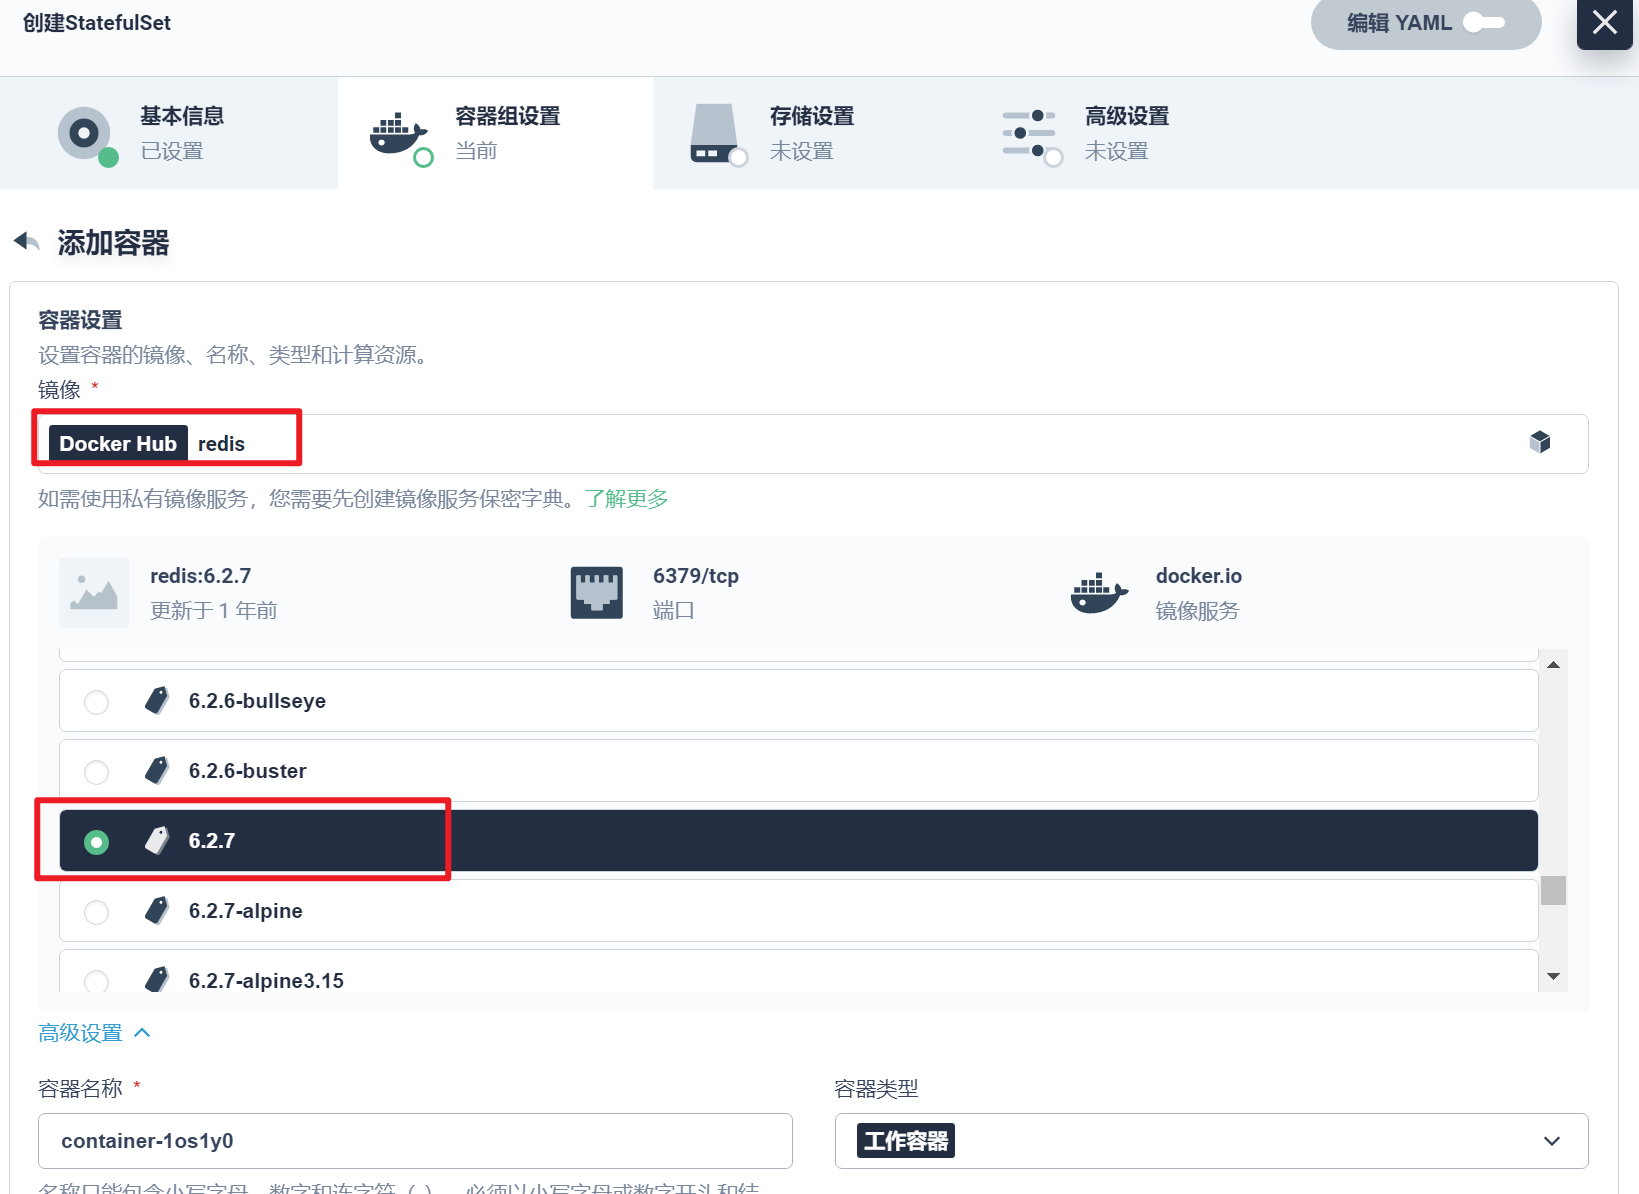 创建StatefulSet
编辑 YAML
基本信息
已设置
容器组设置
当前
存储设置
未设置
高级设置
未设置
添加容器
容器设置
设置容器的镜像、名称、类型和计算资源。
镜像 *
Docker Hub redis
如需使用私有镜像服务，您需要先创建镜像服务保密字典。了解更多
redis:6.2.7
更新于 1 年前
6379/tcp
端口
docker.io
镜像服务
6.2.6-bullseye
6.2.6-buster
6.2.7
6.2.7-alpine
6.2.7-alpine3.15
高级设置
容器名称 *
容器类型
container-1os1y0
工作容器